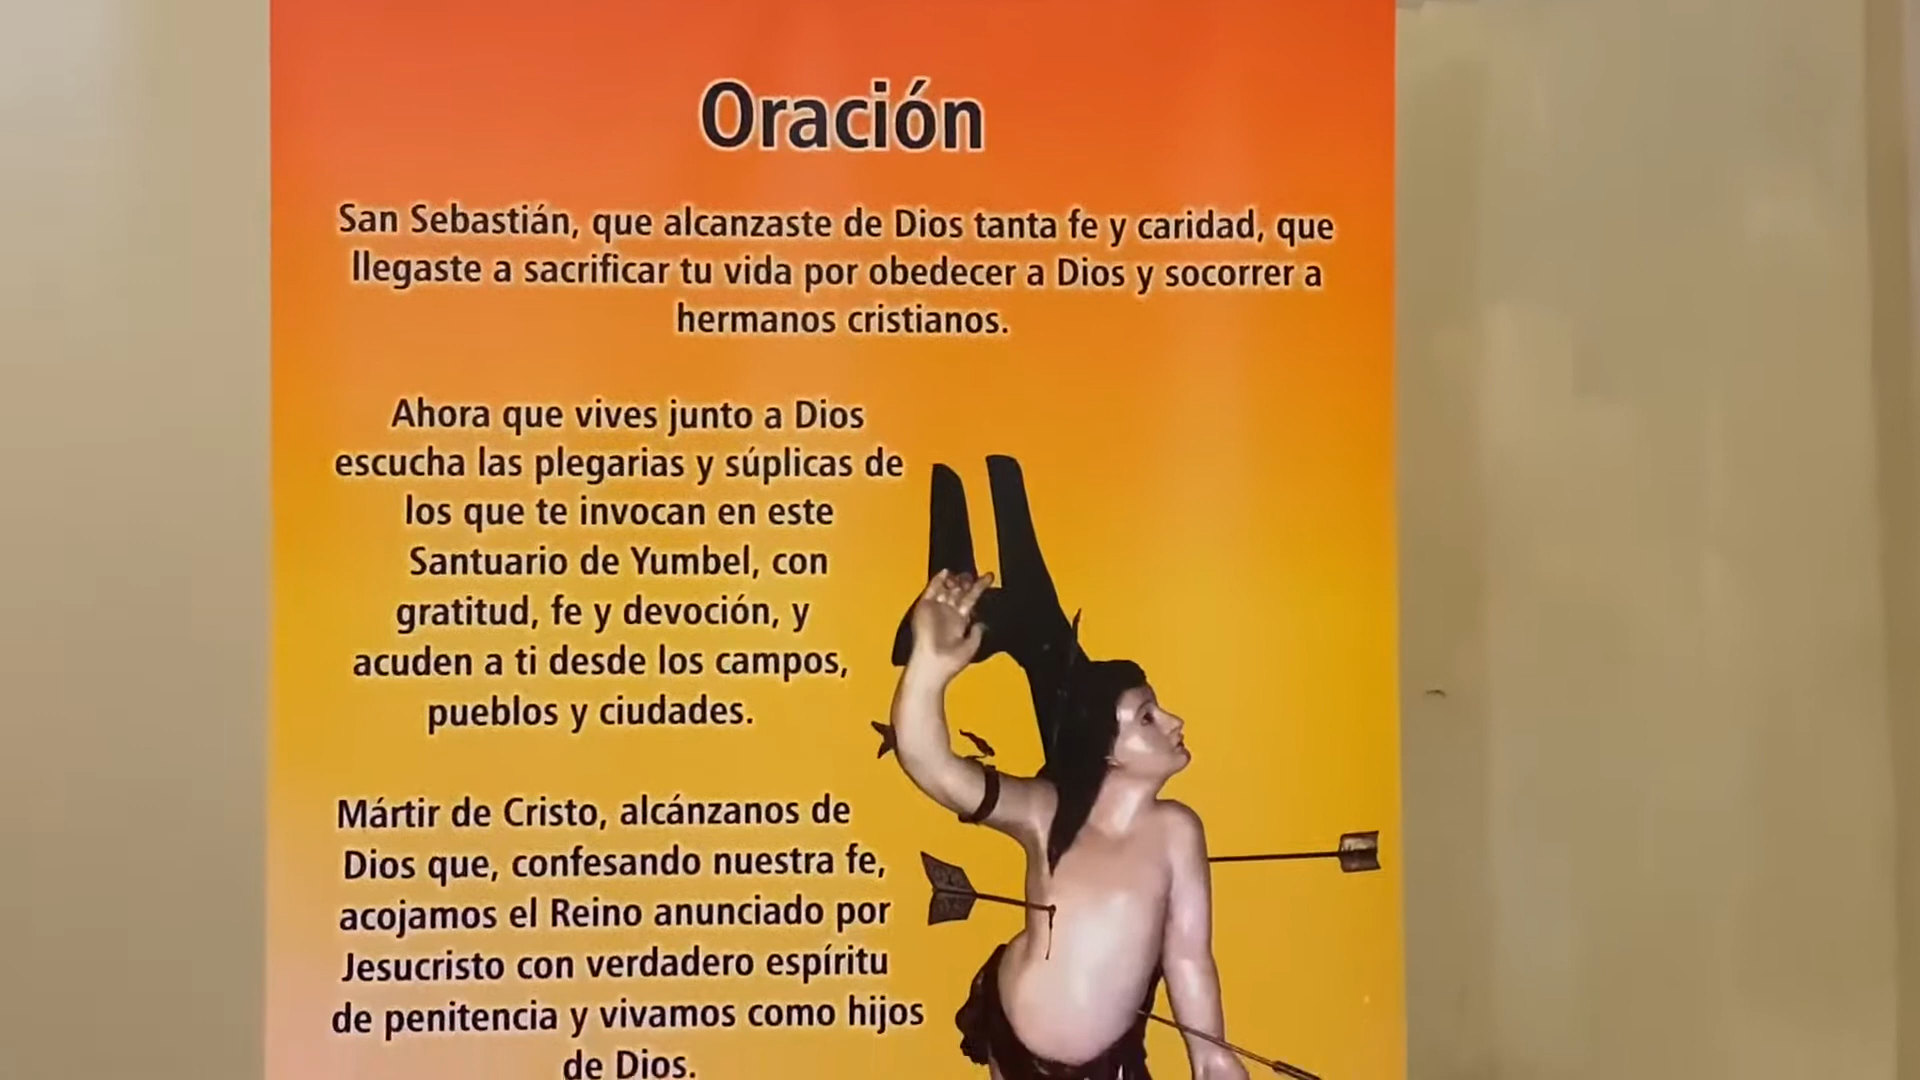 Oración
San Sebastián, que alcanzaste de Dios tanta fe y caridad, que
llegaste a sacrificar tu vida por obedecer a Dios y socorrer a
hermanos cristianos.
Ahora que vives junto a Dios
escucha las plegarias y súplicas de
los que te invocan en este
Santuario de Yumbel, con
gratitud, fe y devoción, y
acuden a ti desde los campos,
pueblos y ciudades.
Mártir de Cristo, alcánzanos de
Dios que, confesando nuestra fe,
acojamos el Reino anunciado por
Jesucristo con verdadero espíritu
de penitencia y vivamos como hijos
de Dios.